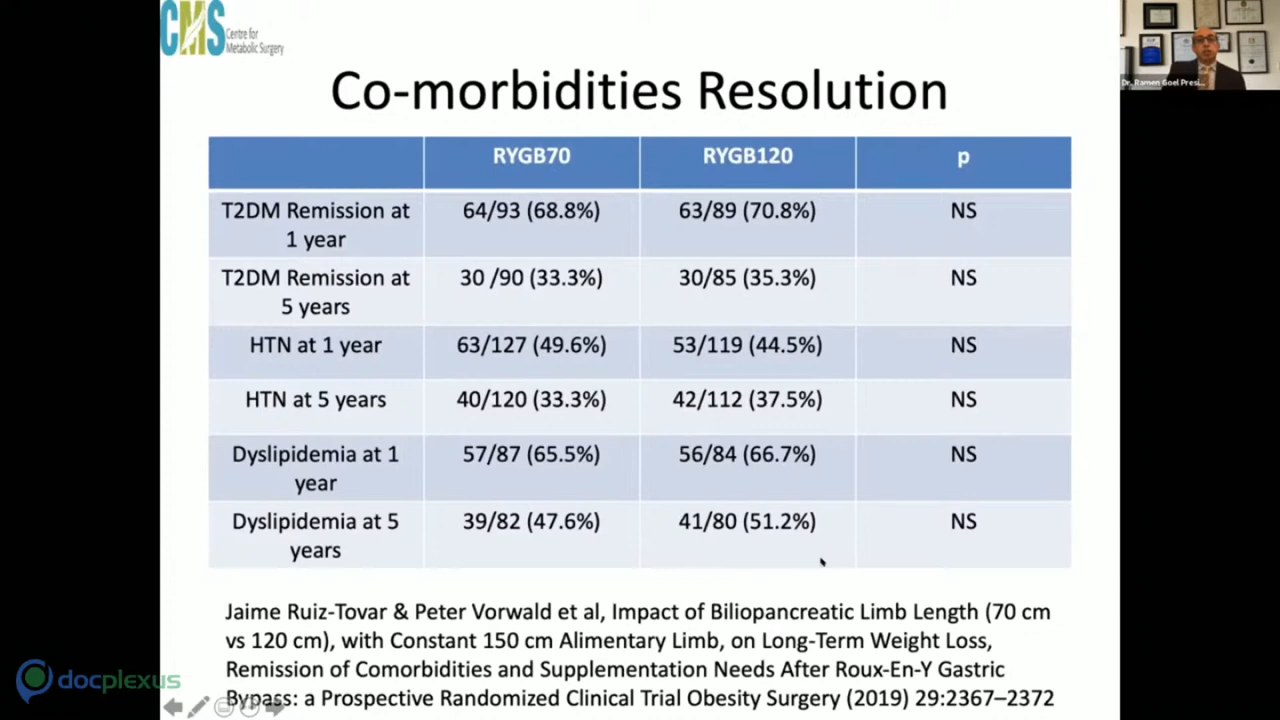 CMS Centre for
Metabolic Surgery
Dr. Ramen Goel Presi...
Co-morbidities Resolution
RYGB70 RYGB120 p
T2DM Remission at
1 year 64/93 (68.8%) 63/89 (70.8%) NS
T2DM Remission at
5 years 30 /90 (33.3%) 30/85 (35.3%) NS
HTN at 1 year 63/127 (49.6%) 53/119 (44.5%) NS
HTN at 5 years 40/120 (33.3%) 42/112 (37.5%) NS
Dyslipidemia at 1
year 57/87 (65.5%) 56/84 (66.7%) NS
Dyslipidemia at 5
years 39/82 (47.6%) 41/80 (51.2%) NS
Jaime Ruiz-Tovar & Peter Vorwald et al, Impact of Biliopancreatic Limb Length (70 cm
vs 120 cm), with Constant 150 cm Alimentary Limb, on Long-Term Weight Loss,
Remission of Comorbidities and Supplementation Needs After Roux-En-Y Gastric
Bypass: a Prospective Randomized Clinical Trial Obesity Surgery (2019) 29:2367–2372
docplexus